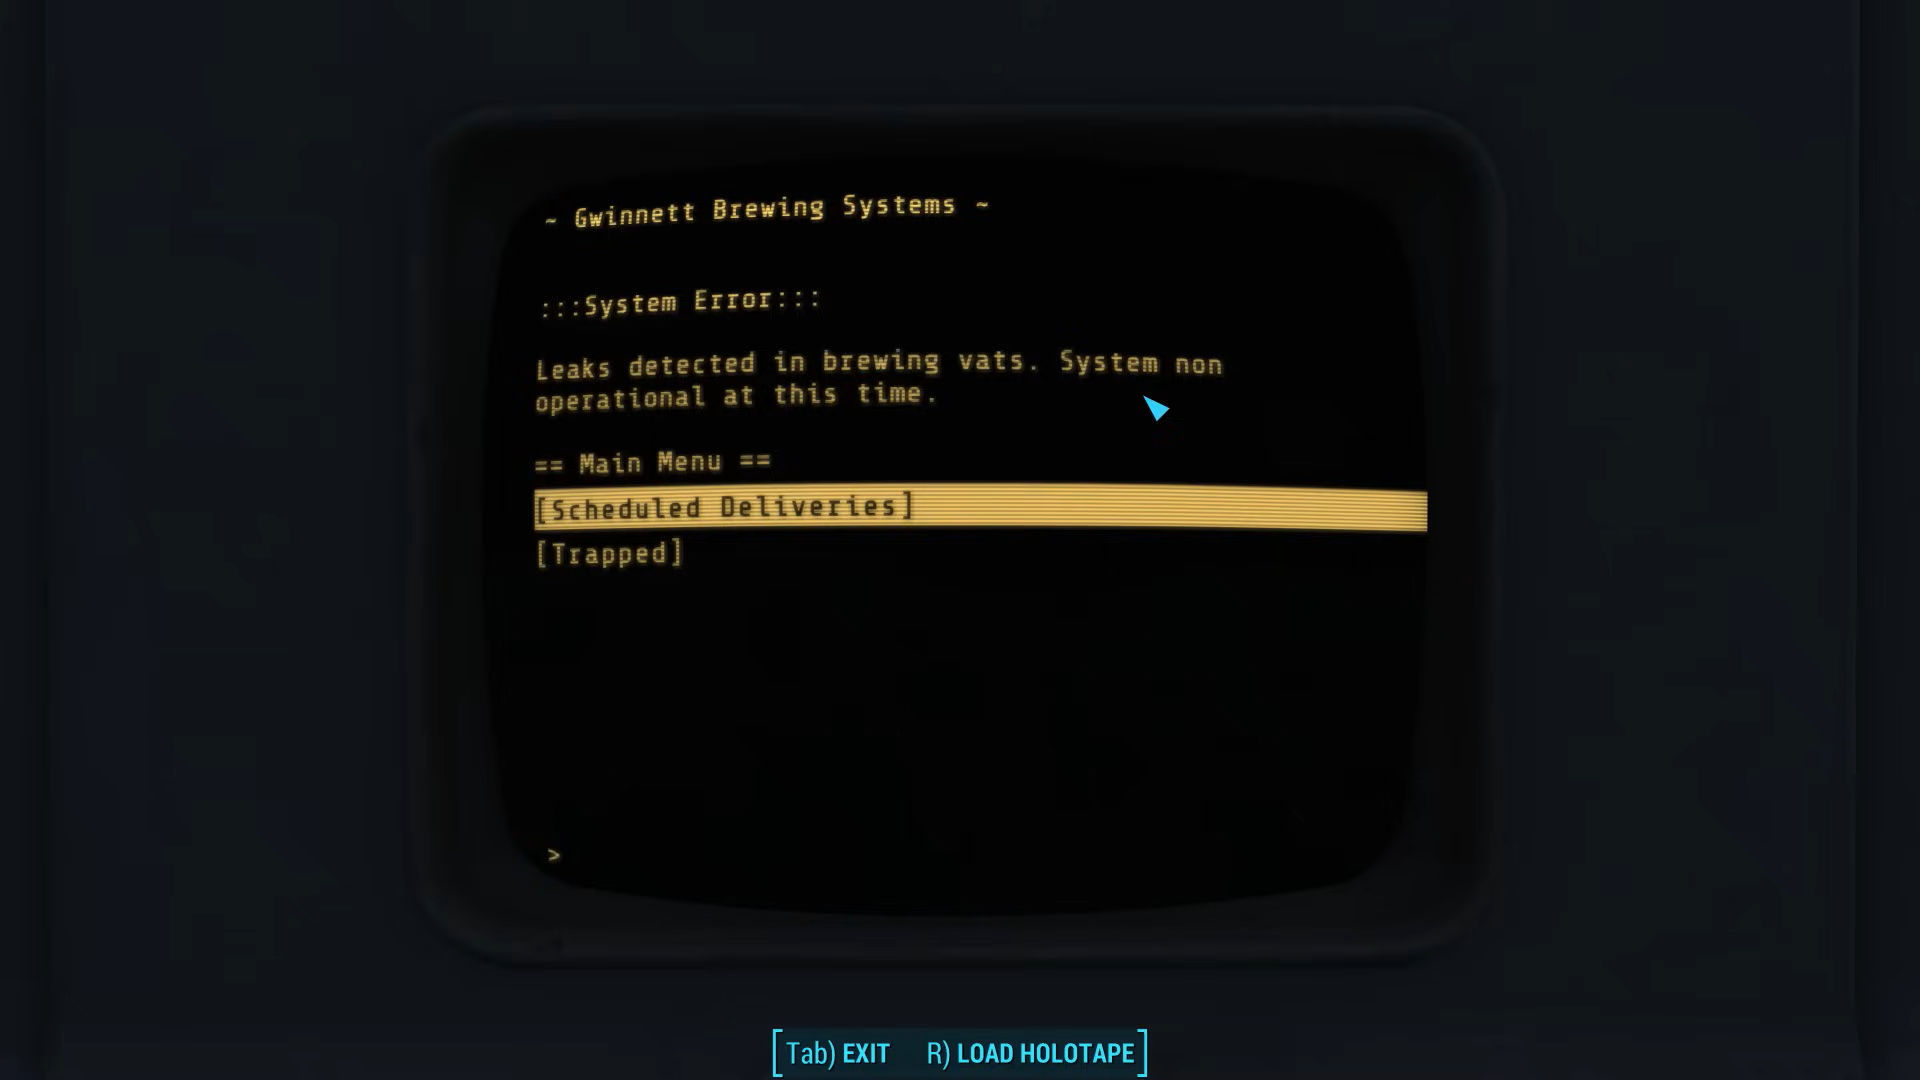 ~ Gwinnett Brewing Systems ~
:::System Error:::
Leaks detected in brewing vats. System non
operational at this time.
== Main Menu ==
[Scheduled Deliveries]
[Trapped]
>
[Tab) EXIT R) LOAD HOLOTAPE]